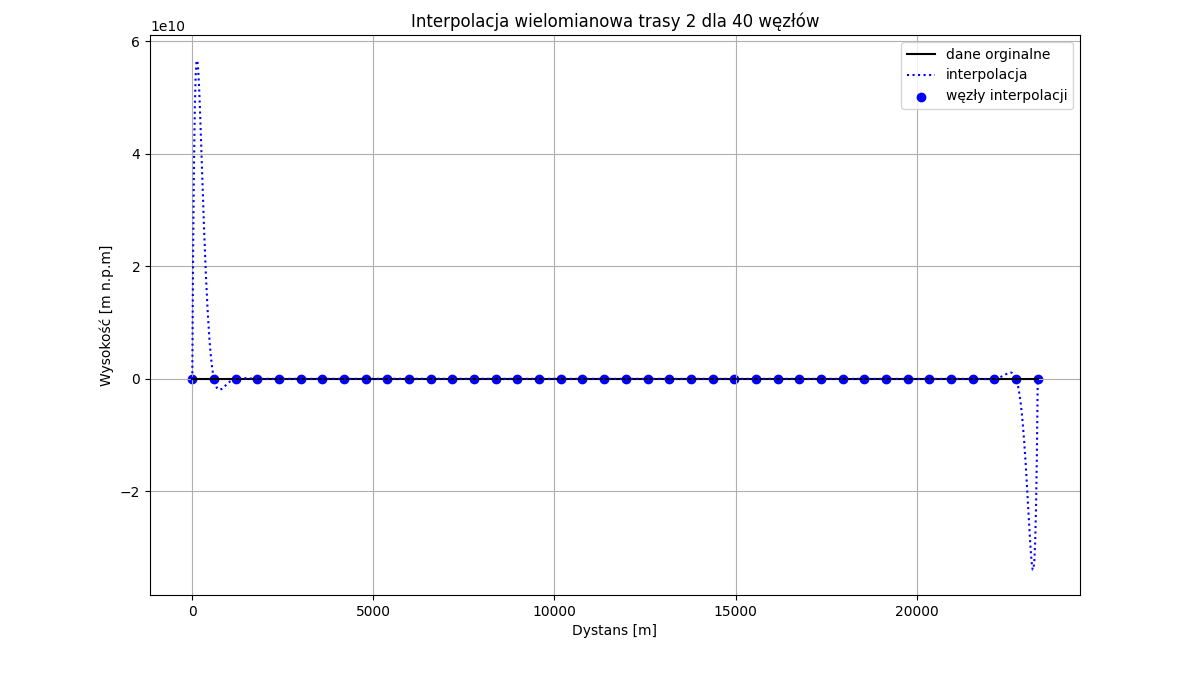 Interpolacja wielomianowa trasy 2 dla 40 węzłów
1e10
6
4
2
0
−2
Wysokość [m n.p.m]
dane orginalne
interpolacja
węzły interpolacji
0 5000 10000 15000 20000
Dystans [m]